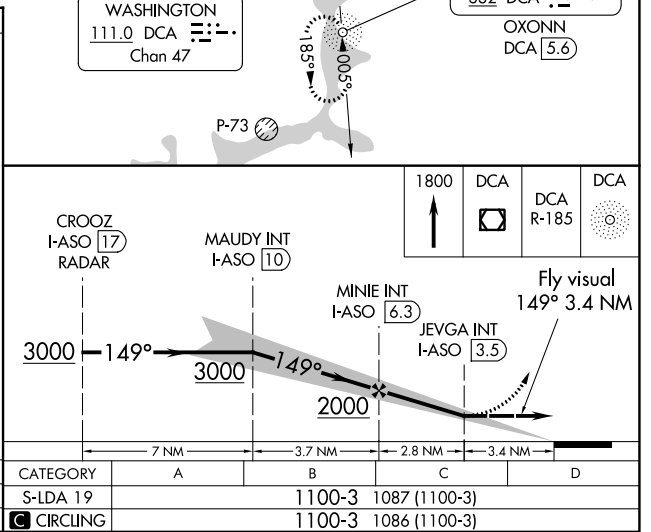 WASHINGTON
111.0 DCA
Chan 47
DCA
OXONN
DCA 5.6
185°
005°
P-73
1800
DCA
DCA
R-185
DCA
CROOZ
I-ASO 17
RADAR
MAUDY INT
I-ASO 10
MINIE INT
I-ASO 6.3
JEVGA INT
I-ASO 3.5
Fly visual
149° 3.4 NM
3000
149°
3000
149°
2000
7 NM
3.7 NM
2.8 NM
3.4 NM
CATEGORY A B C D
S-LDA 19 1100-3 1087 (1100-3)
C CIRCLING 1100-3 1086 (1100-3)